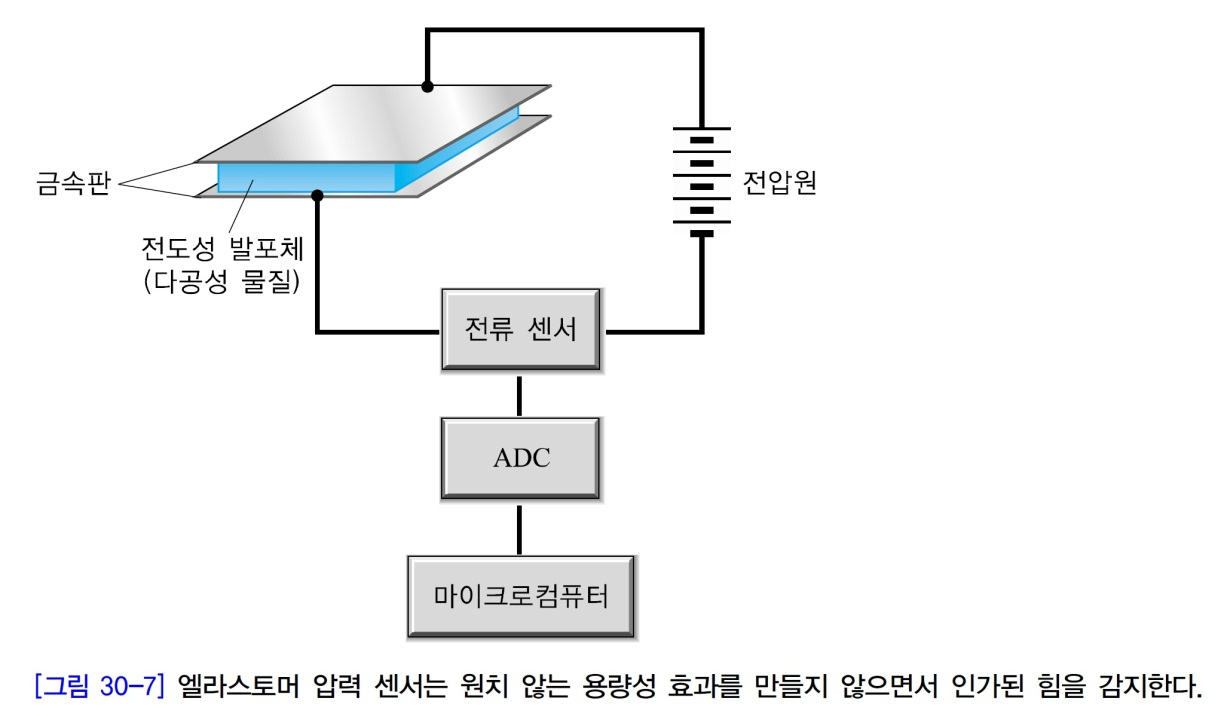 금속판
전압원
전도성 발포체
(다공성 물질)
전류 센서
ADC
마이크로컴퓨터
[그림 30-7] 엘라스토머 압력 센서는 원치 않는 용량성 효과를 만들지 않으면서 인가된 힘을 감지한다.